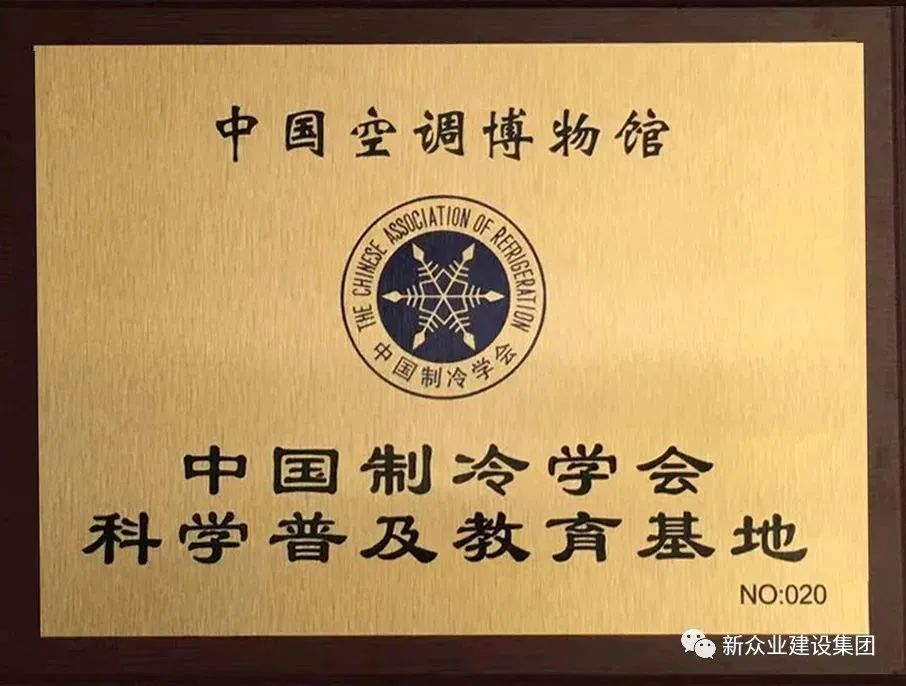 中国空调博物馆
THE CHINESE ASSOCIATION OF REFRIGERATION
中国制冷学会
中国制冷学会
科学普及教育基地
NO:020
新众业建设集团